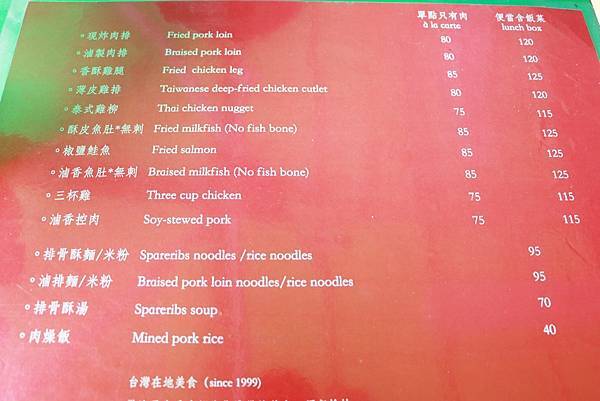 單點只有肉 便當含飯菜
à la carte lunch box
。現炸肉排 Fried pork loin 80 120
。滷製肉排 Braised pork loin 80 120
。香酥雞腿 Fried chicken leg 85 125
。薄皮雞排 Taiwanese deep-fried chicken cutlet 80 120
。泰式雞柳 Thai chicken nugget 75 115
。酥皮魚肚*無刺 Fried milkfish (No fish bone) 85 125
。椒鹽鮭魚 Fried salmon 85 125
。滷香魚肚*無刺 Braised milkfish (No fish bone) 85 125
。三杯雞 Three cup chicken 75 115
。滷香控肉 Soy-stewed pork 75 115
。排骨酥麵/米粉 Spareribs noodles /rice noodles 95
。滷排麵/米粉 Braised pork loin noodles/rice noodles 95
。排骨酥湯 Spareribs soup 70
。肉燥飯 Mined pork rice 40
台灣在地美食 (since 1999)